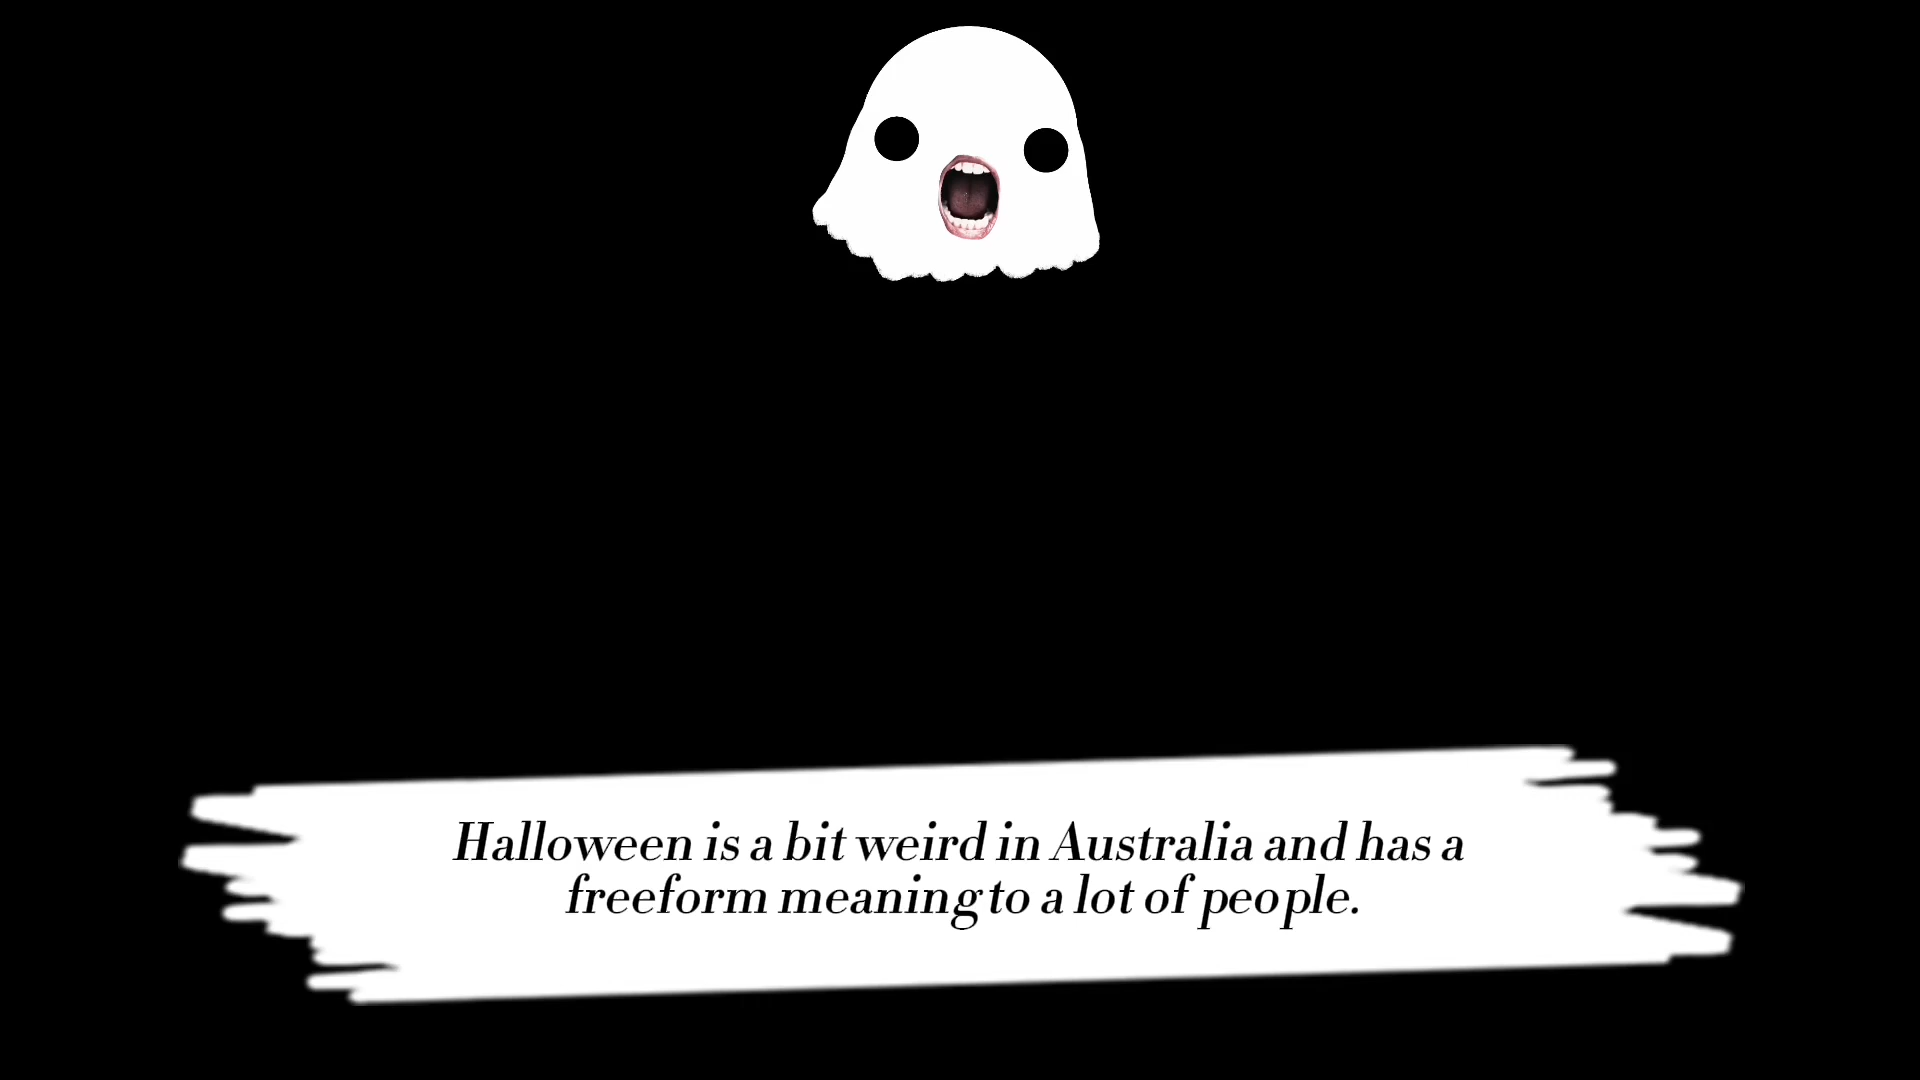 Halloween is a bit weird in Australia and has a
freeform meaning to a lot of people.